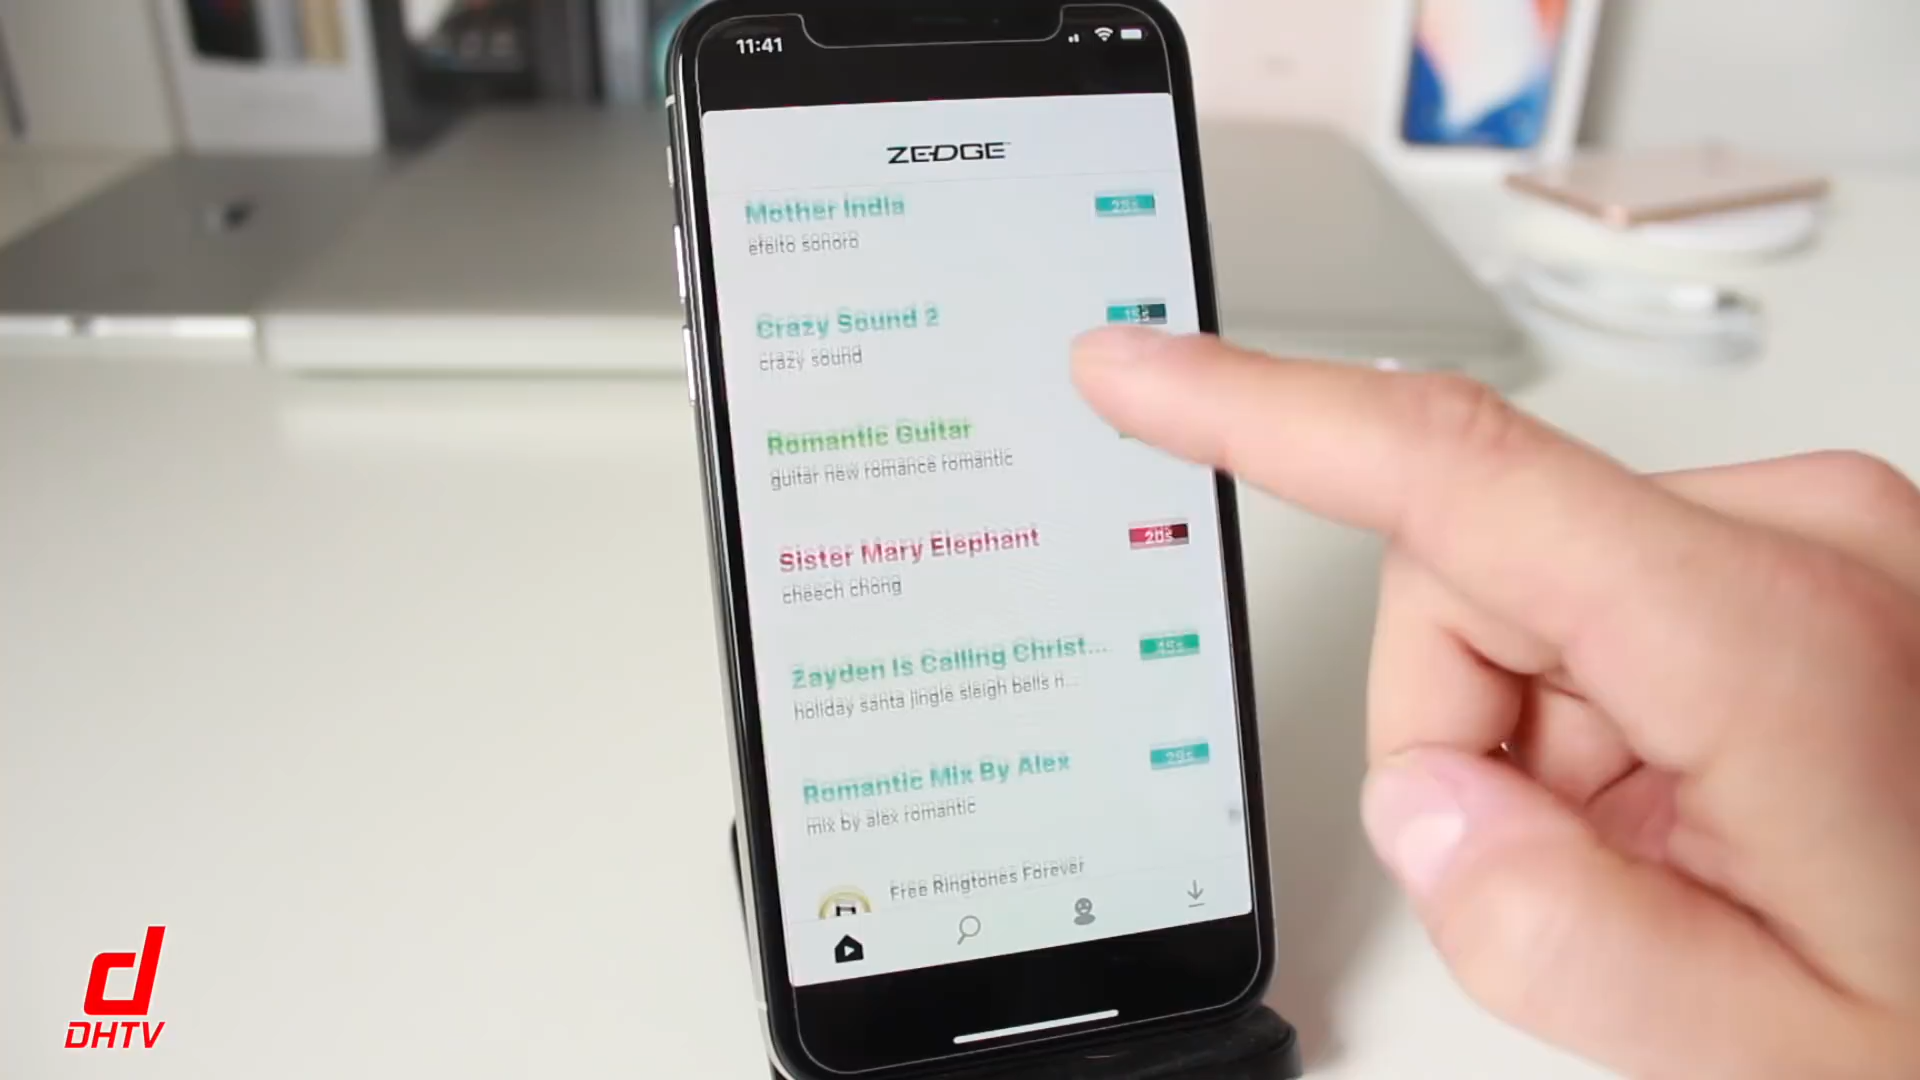 11:41
ZEDGE
Mother India
efeito sonoro
Crazy Sound 2
15s
crazy sound
Romantic Guitar
guitar new romance romantic
Sister Mary Elephant
20s
cheech chong
Zayden Is Calling Christ...
holiday santa jingle sleigh bells n...
Romantic Mix By Alex
mix by alex romantic
Free Ringtones Forever
d
DHTV